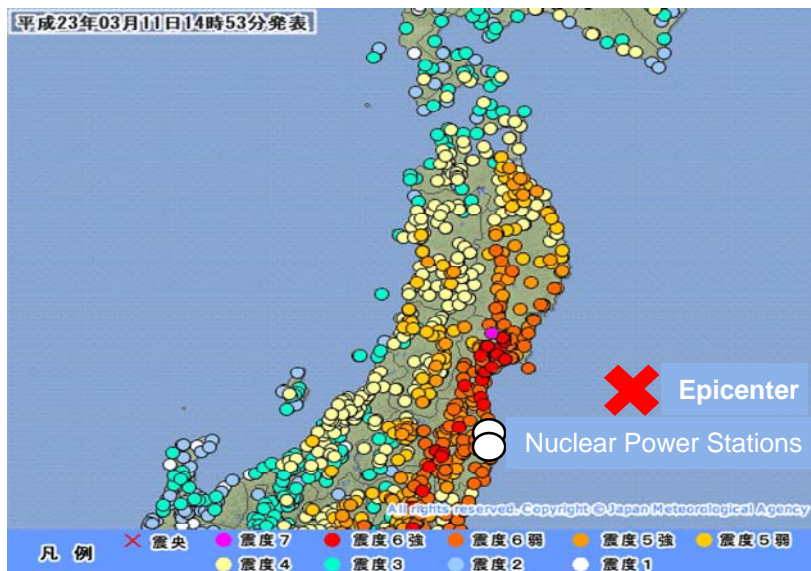 平成23年03月11日14時53分発表
Epicenter
Nuclear Power Stations
All rights reserved. Copyright © Japan Meteorological Agency
凡 例 震央 震度7 震度6強 震度6弱 震度5強 震度5弱
震度4 震度3 震度2 震度1